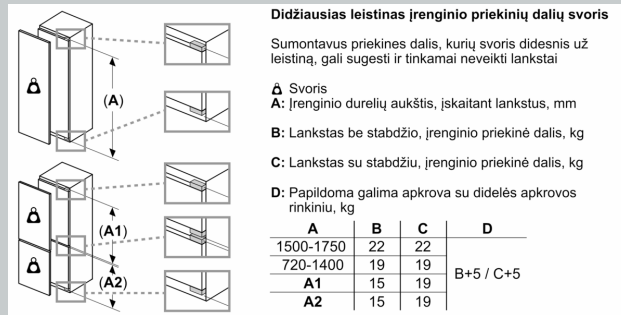 Didžiausias leistinas įrenginio priekinių dalių svoris
Sumontavus priekines dalis, kurių svoris didesnis už
leistiną, gali sugesti ir tinkamai neveikti lankstai
Svoris
A: Įrenginio durelių aukštis, įskaitant lankstus, mm
B: Lankstas be stabdžio, įrenginio priekinė dalis, kg
C: Lankstas su stabdžiu, įrenginio priekinė dalis, kg
D: Papildoma galima apkrova su didelės apkrovos
rinkiniu, kg
A B C D
1500-1750 22 22
720-1400 19 19
B+5 / C+5
A1 15 19
A2 15 19
(A)
(A1)
(A2)